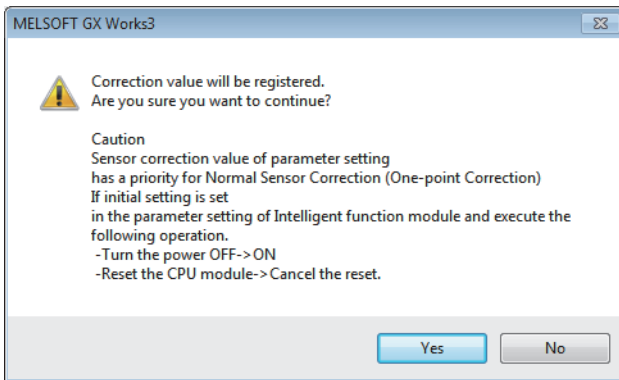 MELSOFT GX Works3
Correction value will be registered.
Are you sure you want to continue?
Caution
Sensor correction value of parameter setting
has a priority for Normal Sensor Correction (One-point Correction)
If initial setting is set
in the parameter setting of Intelligent function module and execute the
following operation.
-Turn the power OFF->ON
-Reset the CPU module->Cancel the reset.
Yes
No